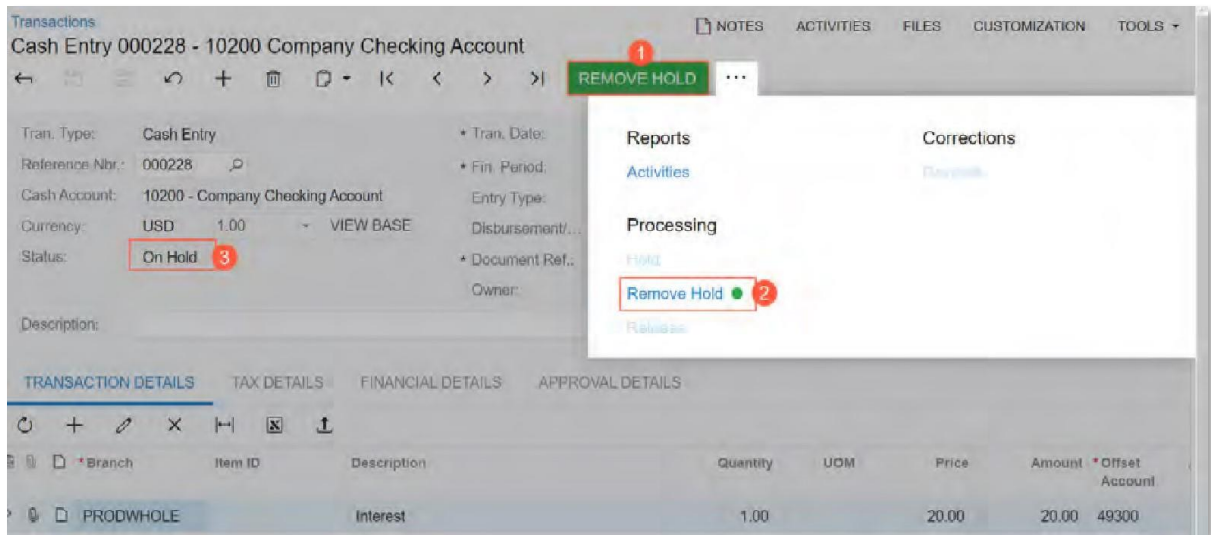 Transactions
NOTES ACTIVITIES FILES CUSTOMIZATION TOOLS
Cash Entry 000228 - 10200 Company Checking Account
1
REMOVE HOLD ...
Tran. Type: Cash Entry
* Tran. Date:
Reports Corrections
Reference Nbr.: 000228
* Fin. Period:
Activities
Cash Account: 10200 - Company Checking Account
Entry Type:
Currency: USD 1.00 VIEW BASE
Disbursement/...
Processing
Status: On Hold 3
* Document Ref..
Hold
Owner:
Remove Hold 2
Description:
Release
TRANSACTION DETAILS TAX DETAILS FINANCIAL DETAILS APPROVAL DETAILS
* Branch Item ID Description Quantity UOM Price Amount * Offset Account
PRODWHOLE Interest 1.00 20.00 20.00 49300